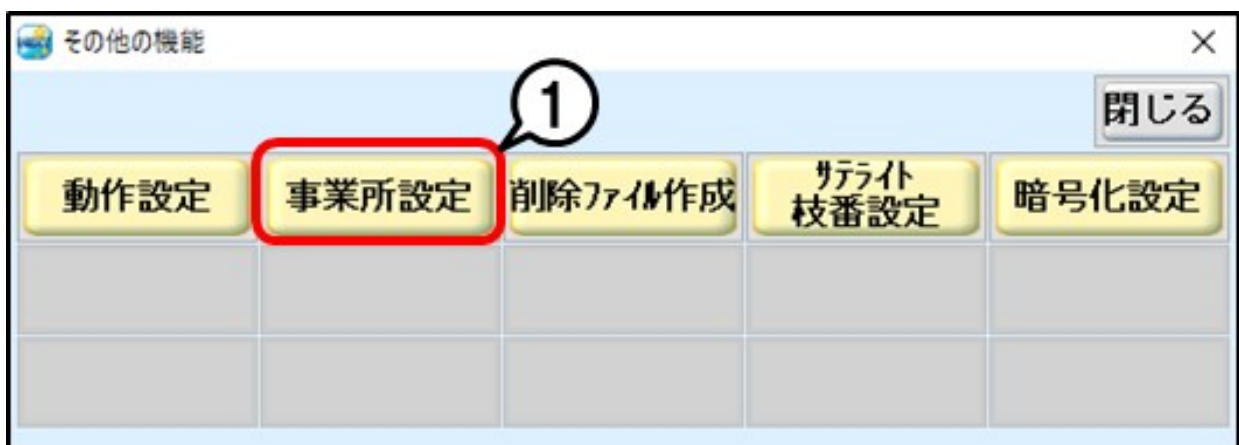 その他の機能
①
閉じる
動作設定
事業所設定
削除ﾌｧｲﾙ作成
ｻﾃﾗｲﾄ
枝番設定
暗号化設定